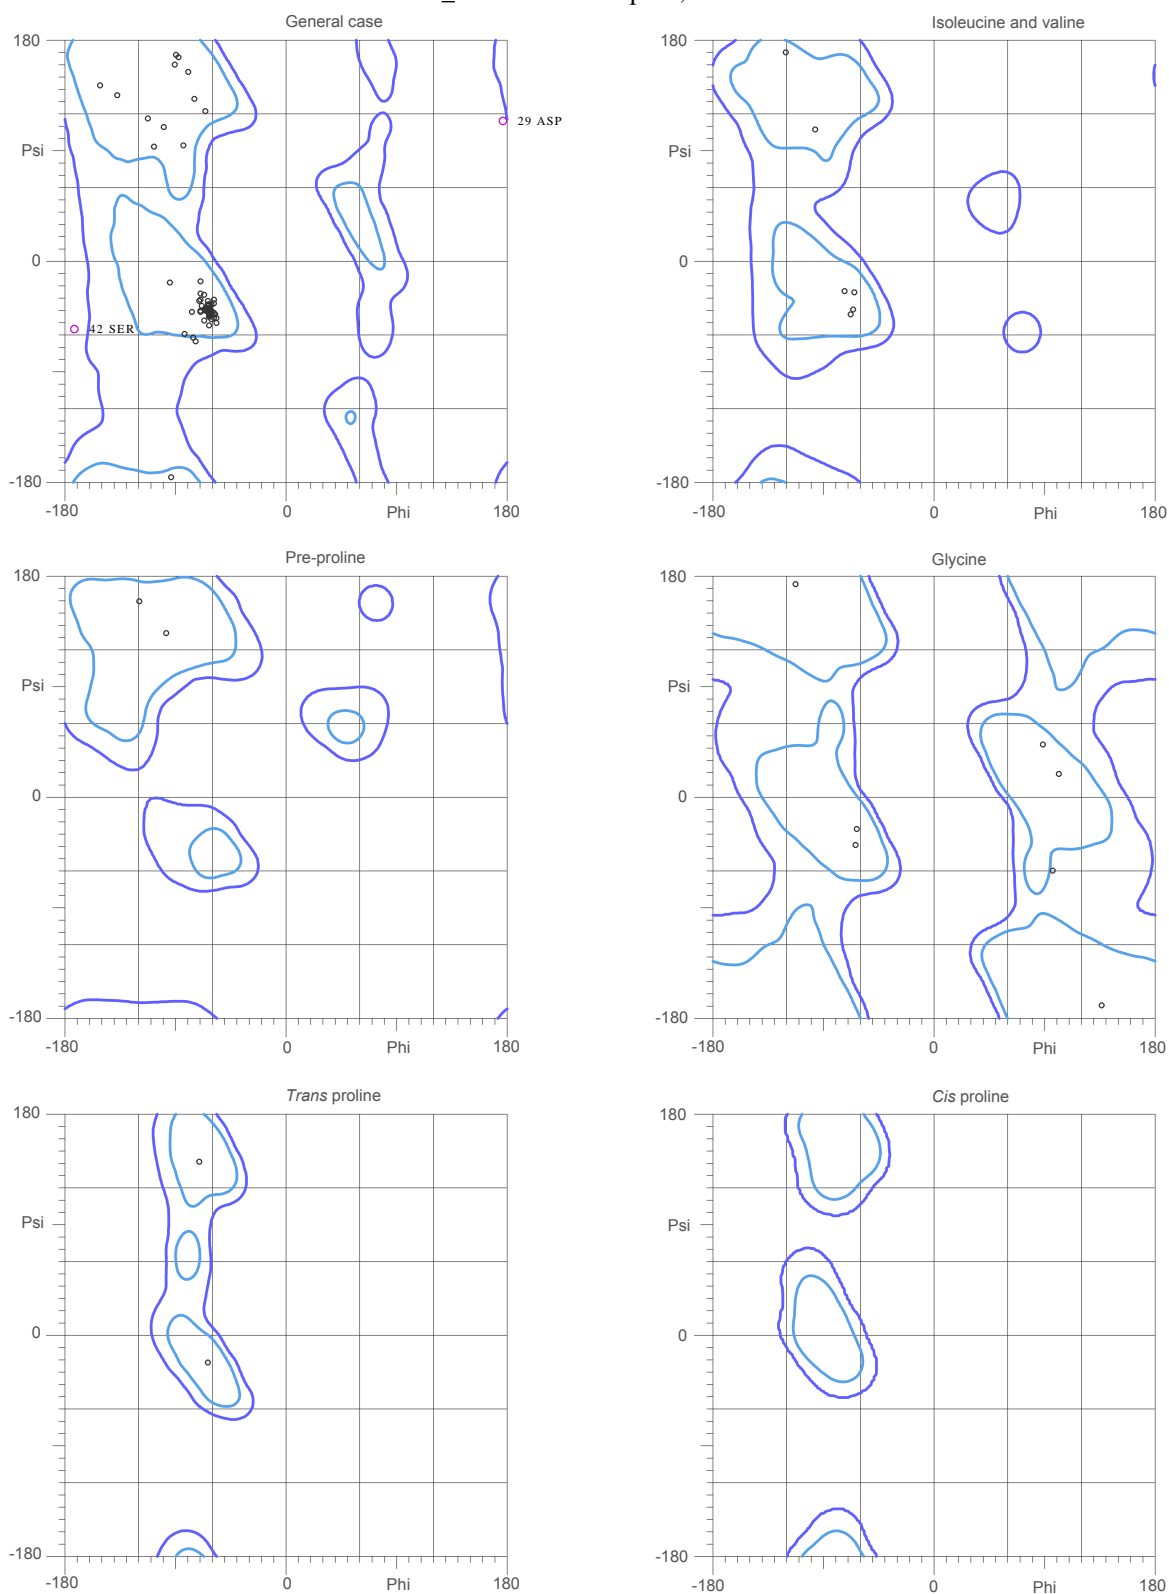 General case
Isoleucine and valine
180
180
29 ASP
Psi
Psi
0
0
42 SER
-180
-180
-180
0
Phi
180
-180
0
Phi
180
Pre-proline
Glycine
180
180
Psi
Psi
0
0
-180
-180
-180
0
Phi
180
-180
0
Phi
180
Trans proline
Cis proline
180
180
Psi
Psi
0
0
-180
-180
-180
0
Phi
180
-180
0
Phi
180